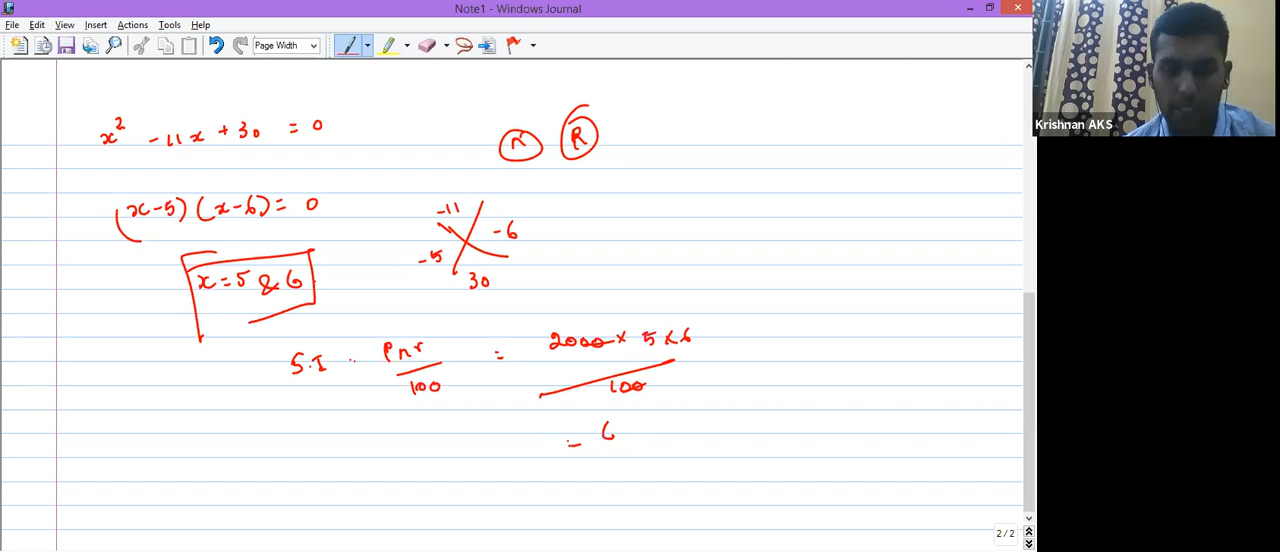 Note1 - Windows Journal
File Edit View Insert Actions Tools Help
Page Width
Krishnan AKS
x² - 11x + 30 = 0
n R
(x-5) (x-6) = 0
-11
-6
-5
30
x = 5 & 6
S.I = Pnr/100 = 2000 × 5 × 6/100
= 6
2 / 2